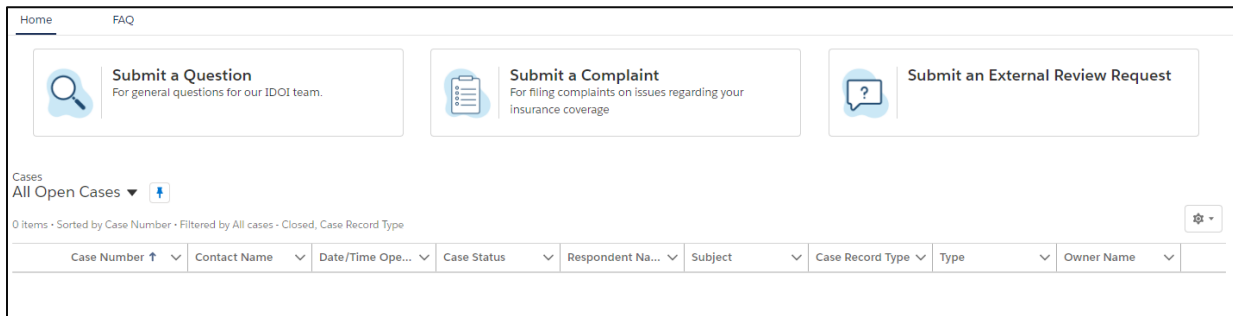 Home FAQ
Submit a Question
For general questions for our IDOI team.
Submit a Complaint
For filing complaints on issues regarding your
insurance coverage
?
Submit an External Review Request
Cases
All Open Cases
0 items • Sorted by Case Number • Filtered by All cases - Closed, Case Record Type
Case Number Contact Name Date/Time Ope... Case Status Respondent Na... Subject Case Record Type Type Owner Name